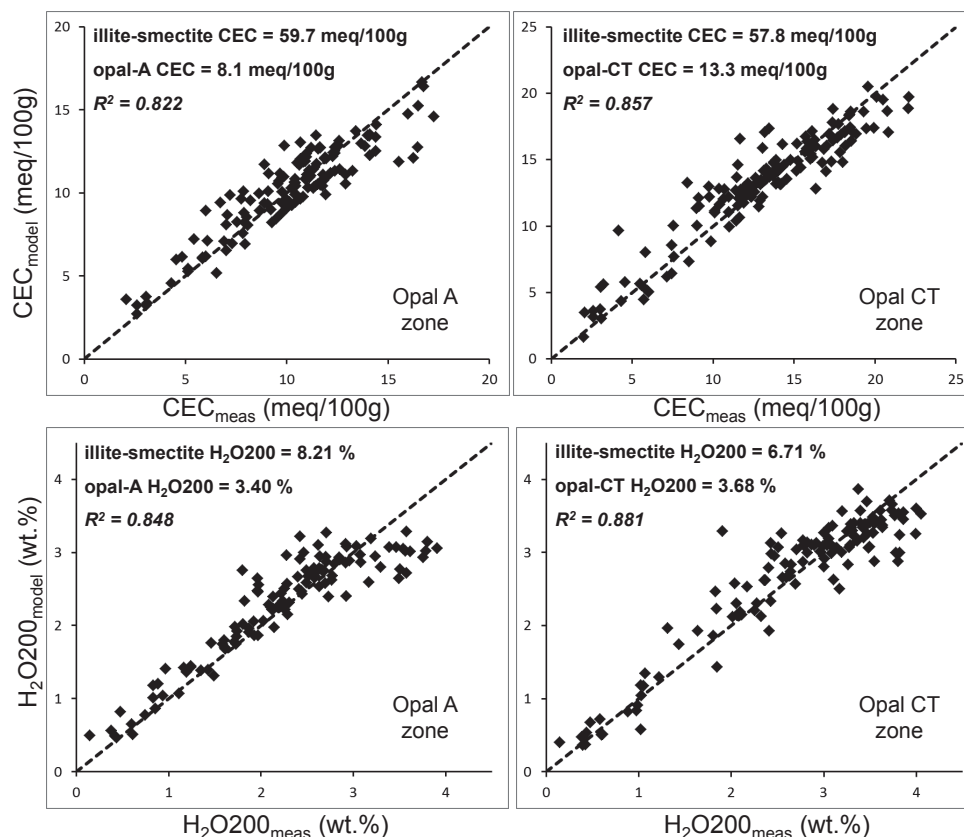 illite-smectite CEC = 59.7 meq/100g
opal-A CEC = 8.1 meq/100g
R² = 0.822
CECmodel (meq/100g)
20
15
10
5
0
0 5 10 15 20
Opal A
zone
CECmeas (meq/100g)
illite-smectite CEC = 57.8 meq/100g
opal-CT CEC = 13.3 meq/100g
R² = 0.857
25
20
15
10
5
0
0 5 10 15 20 25
Opal CT
zone
CECmeas (meq/100g)
illite-smectite H₂O200 = 8.21 %
opal-A H₂O200 = 3.40 %
R² = 0.848
H₂O200model (wt.%)
4
3
2
1
0
0 1 2 3 4
Opal A
zone
H₂O200meas (wt.%)
illite-smectite H₂O200 = 6.71 %
opal-CT H₂O200 = 3.68 %
R² = 0.881
4
3
2
1
0
0 1 2 3 4
Opal CT
zone
H₂O200meas (wt.%)